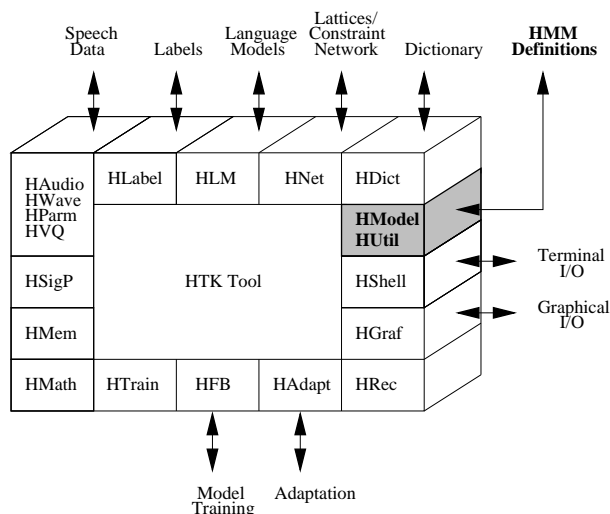 Speech
Data
Labels
Language
Models
Lattices/
Constraint
Network
Dictionary
HMM
Definitions
HAudio
HWave
HParm
HVQ
HLabel
HLM
HNet
HDict
HModel
HUtil
HTK Tool
HSigP
HShell
Terminal
I/O
HMem
HGraf
Graphical
I/O
HMath
HTrain
HFB
HAdapt
HRec
Model
Training
Adaptation